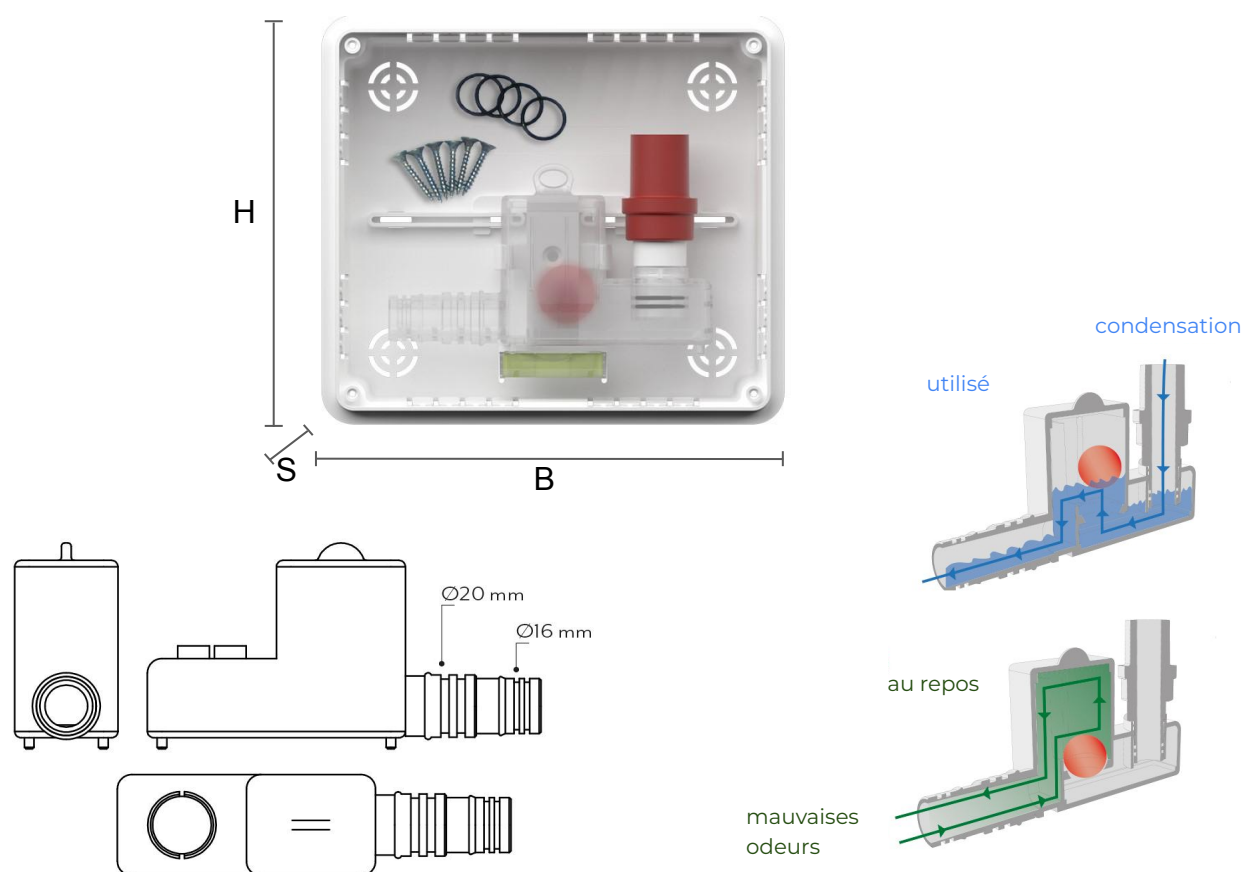 H
S
B
condensation
utilisé
Ø20 mm
Ø16 mm
au repos
mauvaises
odeurs